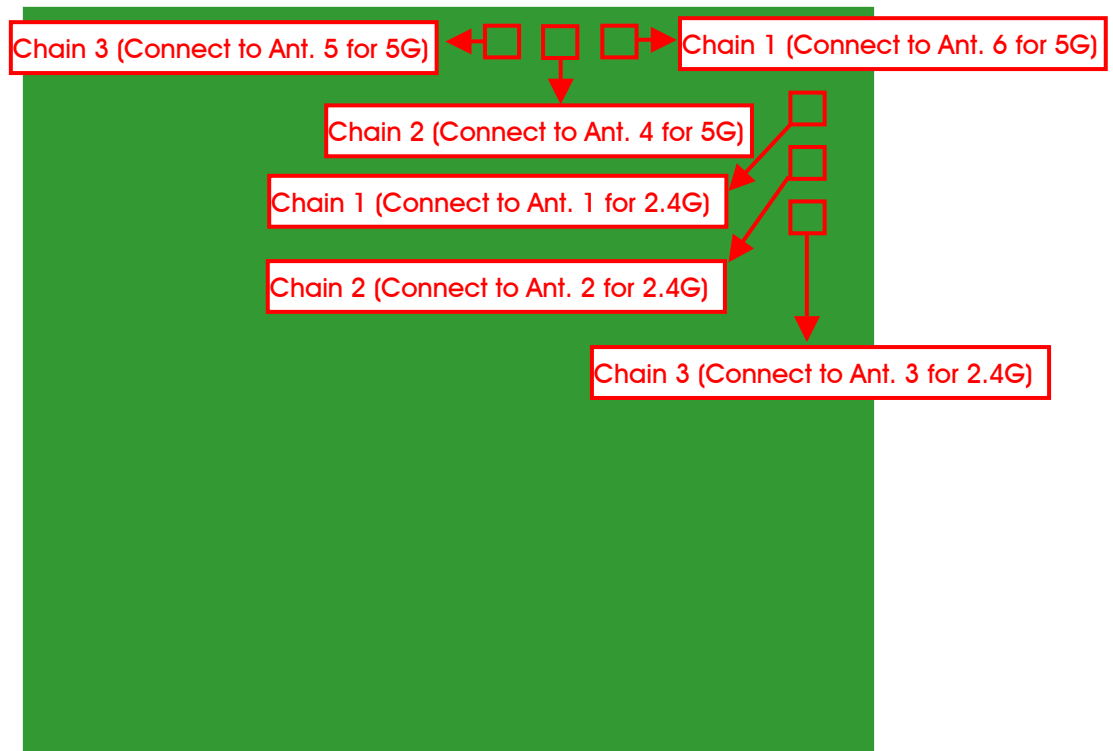 Chain 3 (Connect to Ant. 5 for 5G)
Chain 1 (Connect to Ant. 6 for 5G)
Chain 2 (Connect to Ant. 4 for 5G)
Chain 1 (Connect to Ant. 1 for 2.4G)
Chain 2 (Connect to Ant. 2 for 2.4G)
Chain 3 (Connect to Ant. 3 for 2.4G)